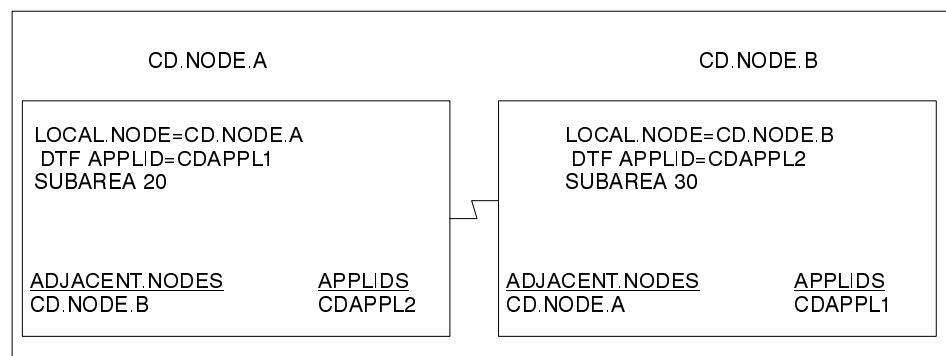 CD.NODE.A
CD.NODE.B
LOCAL.NODE=CD.NODE.A
DTF APPLID=CDAPPL1
SUBAREA 20
ADJACENT.NODES APPLIDS
CD.NODE.B CDAPPL2
LOCAL.NODE=CD.NODE.B
DTF APPLID=CDAPPL2
SUBAREA 30
ADJACENT.NODES APPLIDS
CD.NODE.A CDAPPL1